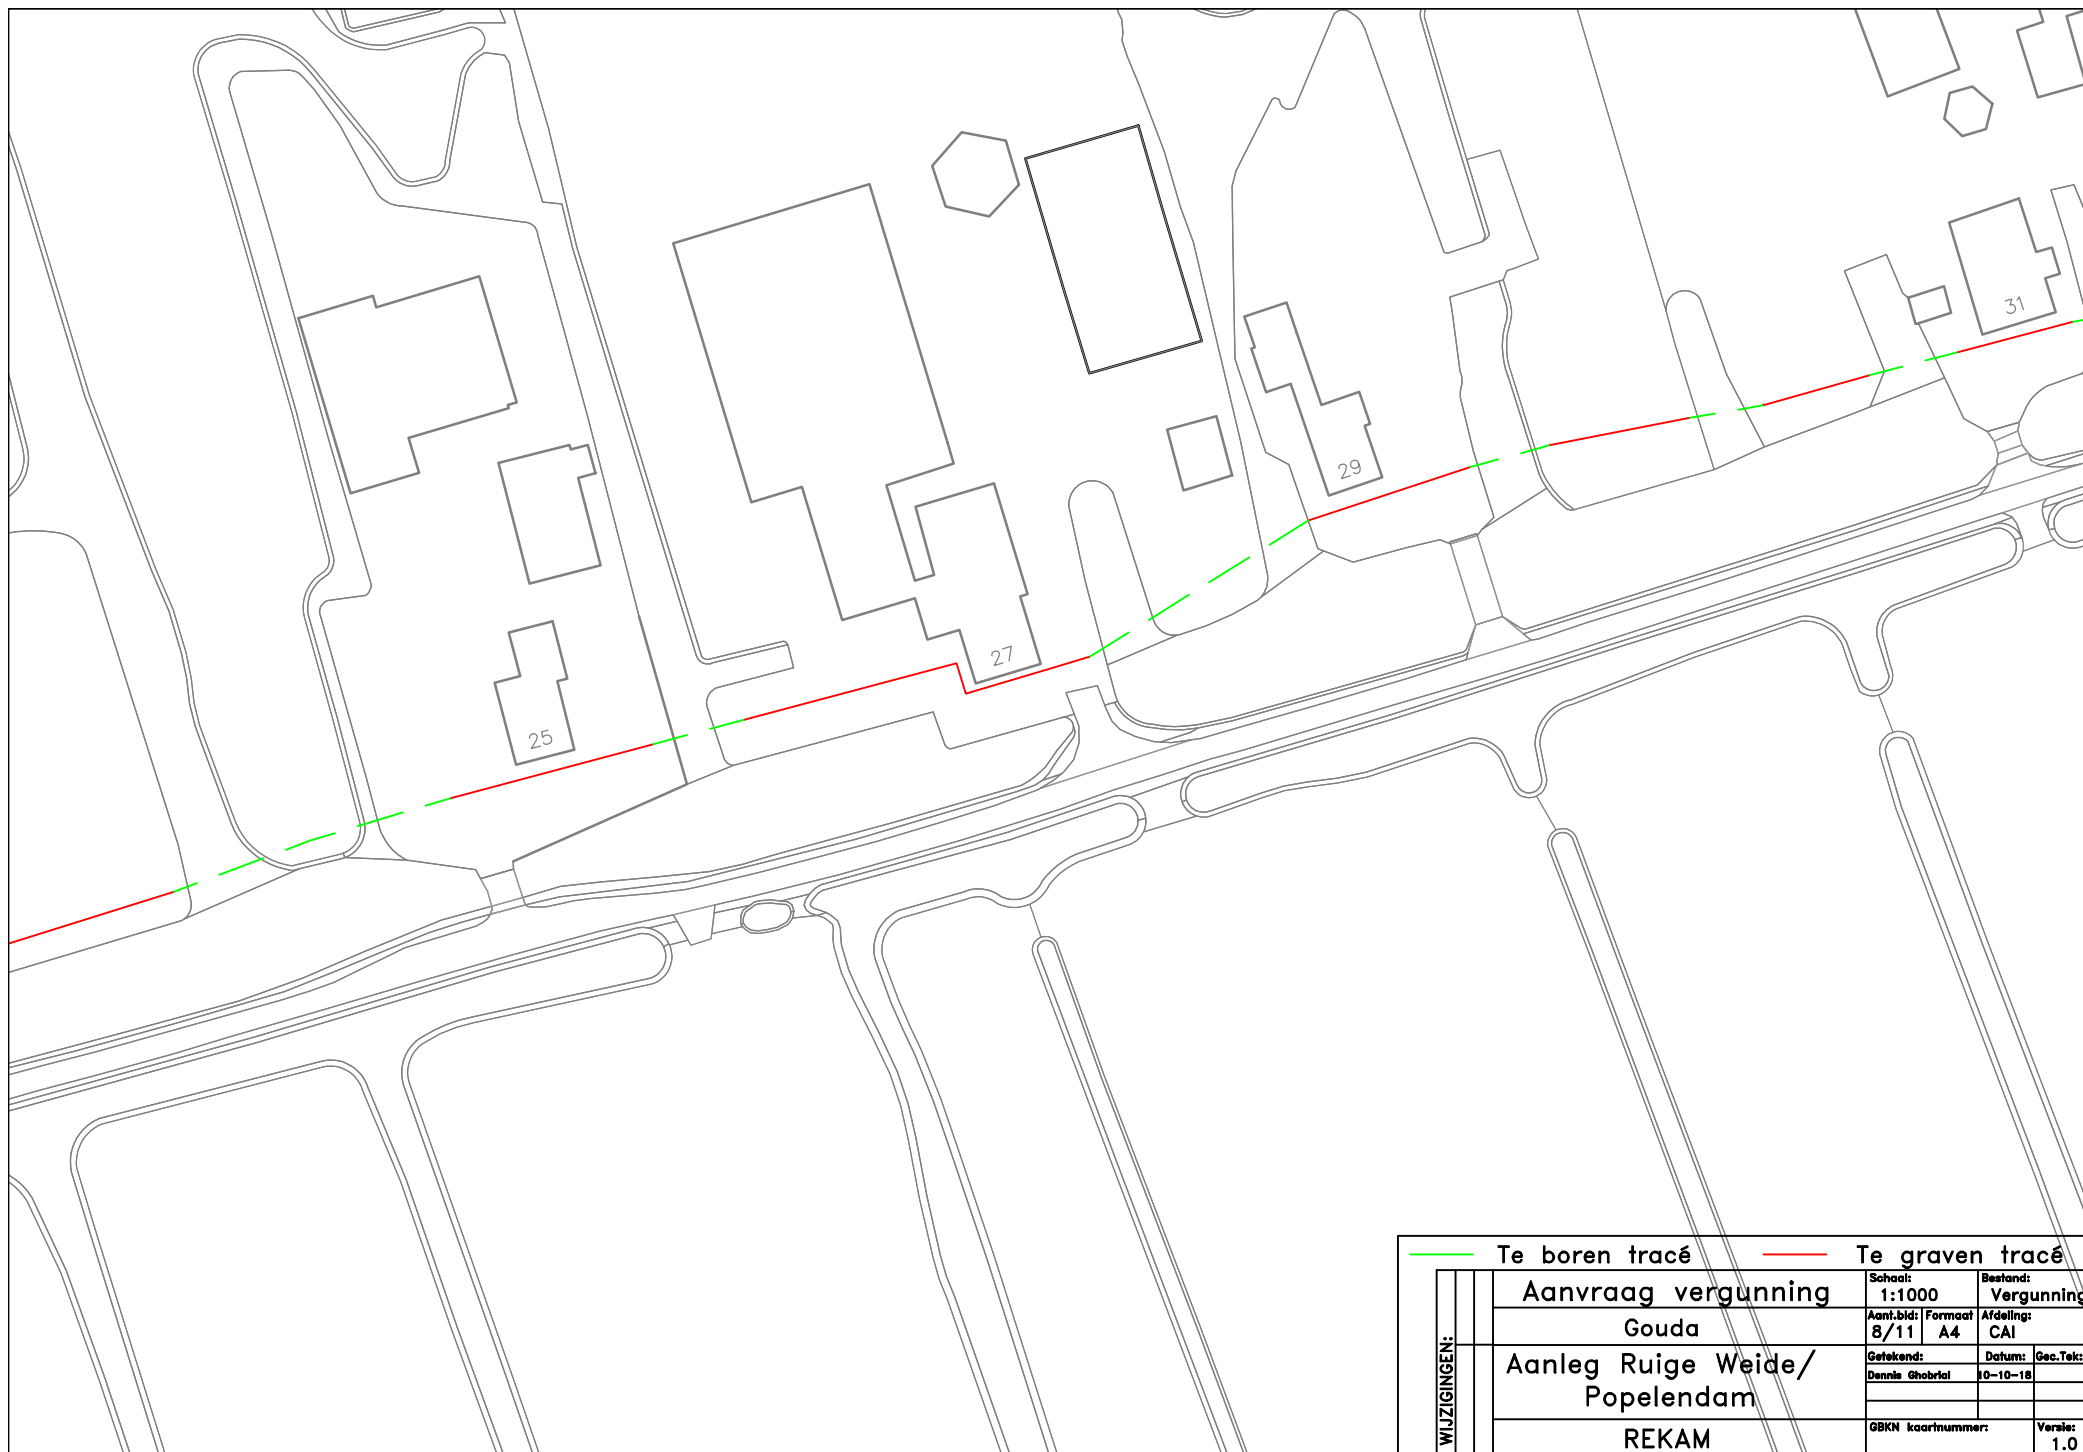 31
29
27
25
Te boren tracé Te graven tracé
WIJZIGINGEN:
Aanvraag vergunning
Gouda
Aanleg Ruige Weide/
Popelendam
REKAM
Schaal: Bestand:
1:1000 Vergunning
Aant.bld: Formaat Afdeling:
8/11 A4 CAI
Getekend: Datum: Gec.Tek:
Dennis Ghobrial 10-10-18
GBKN kaartnummer: Versie:
1.0